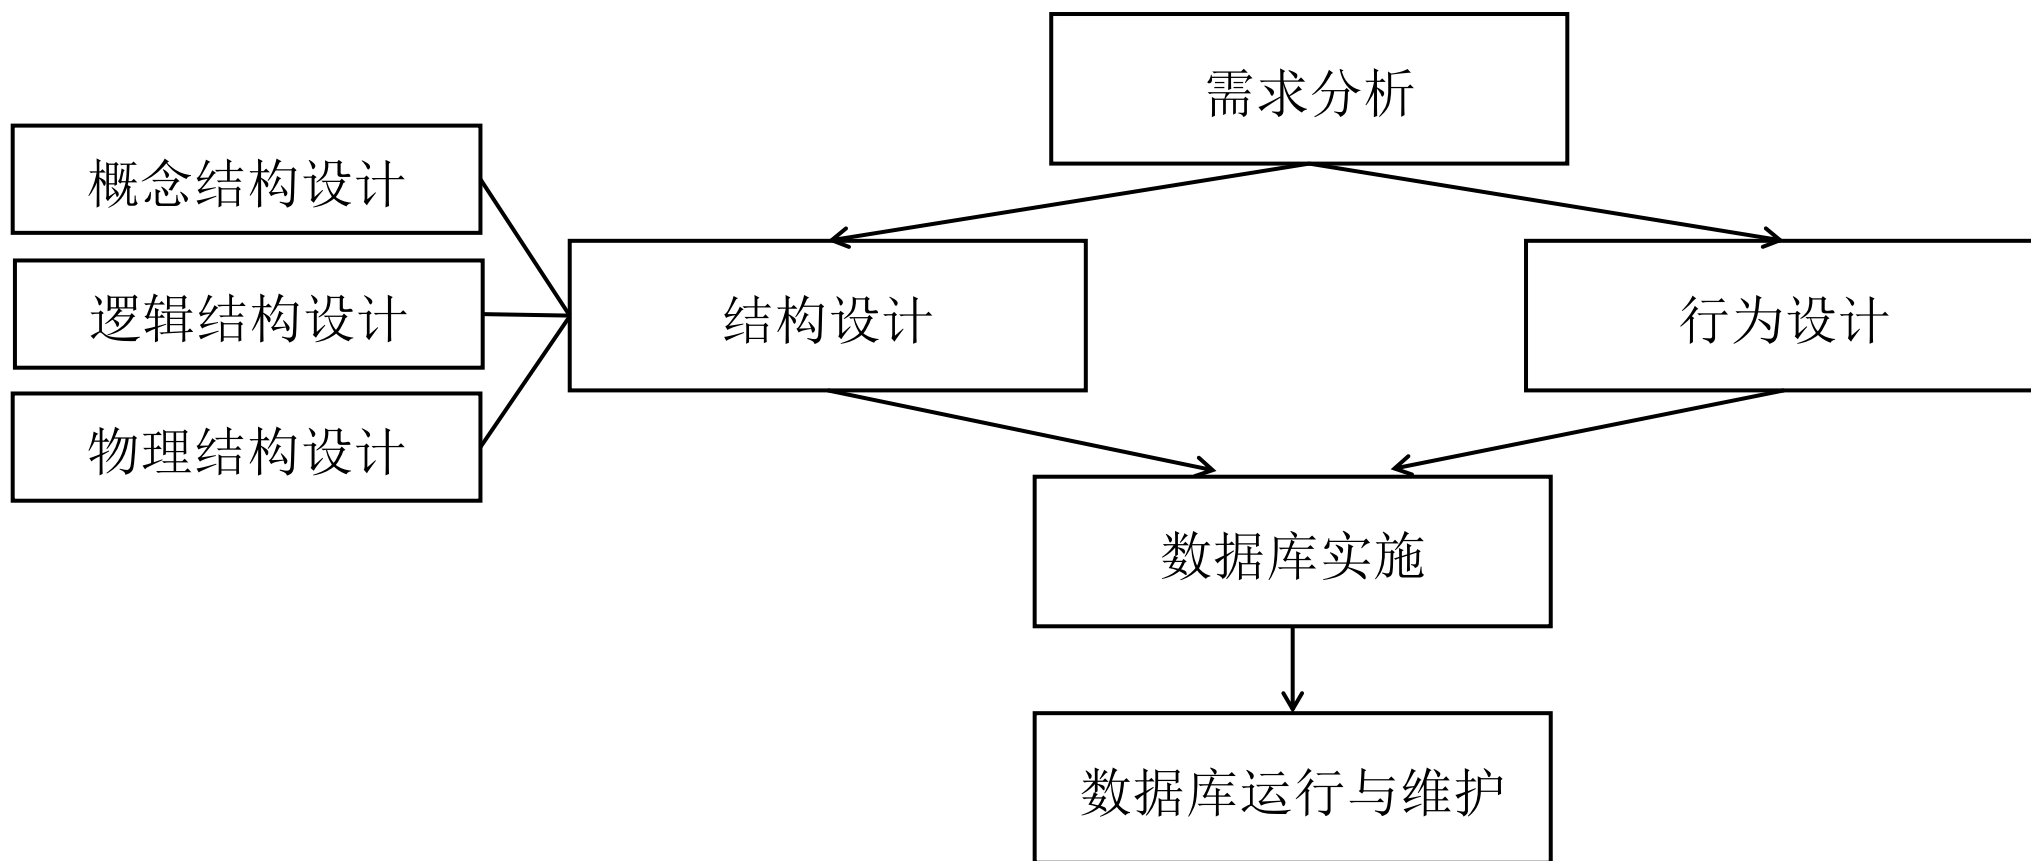 需求分析
概念结构设计
逻辑结构设计
物理结构设计
结构设计
行为设计
数据库实施
数据库运行与维护